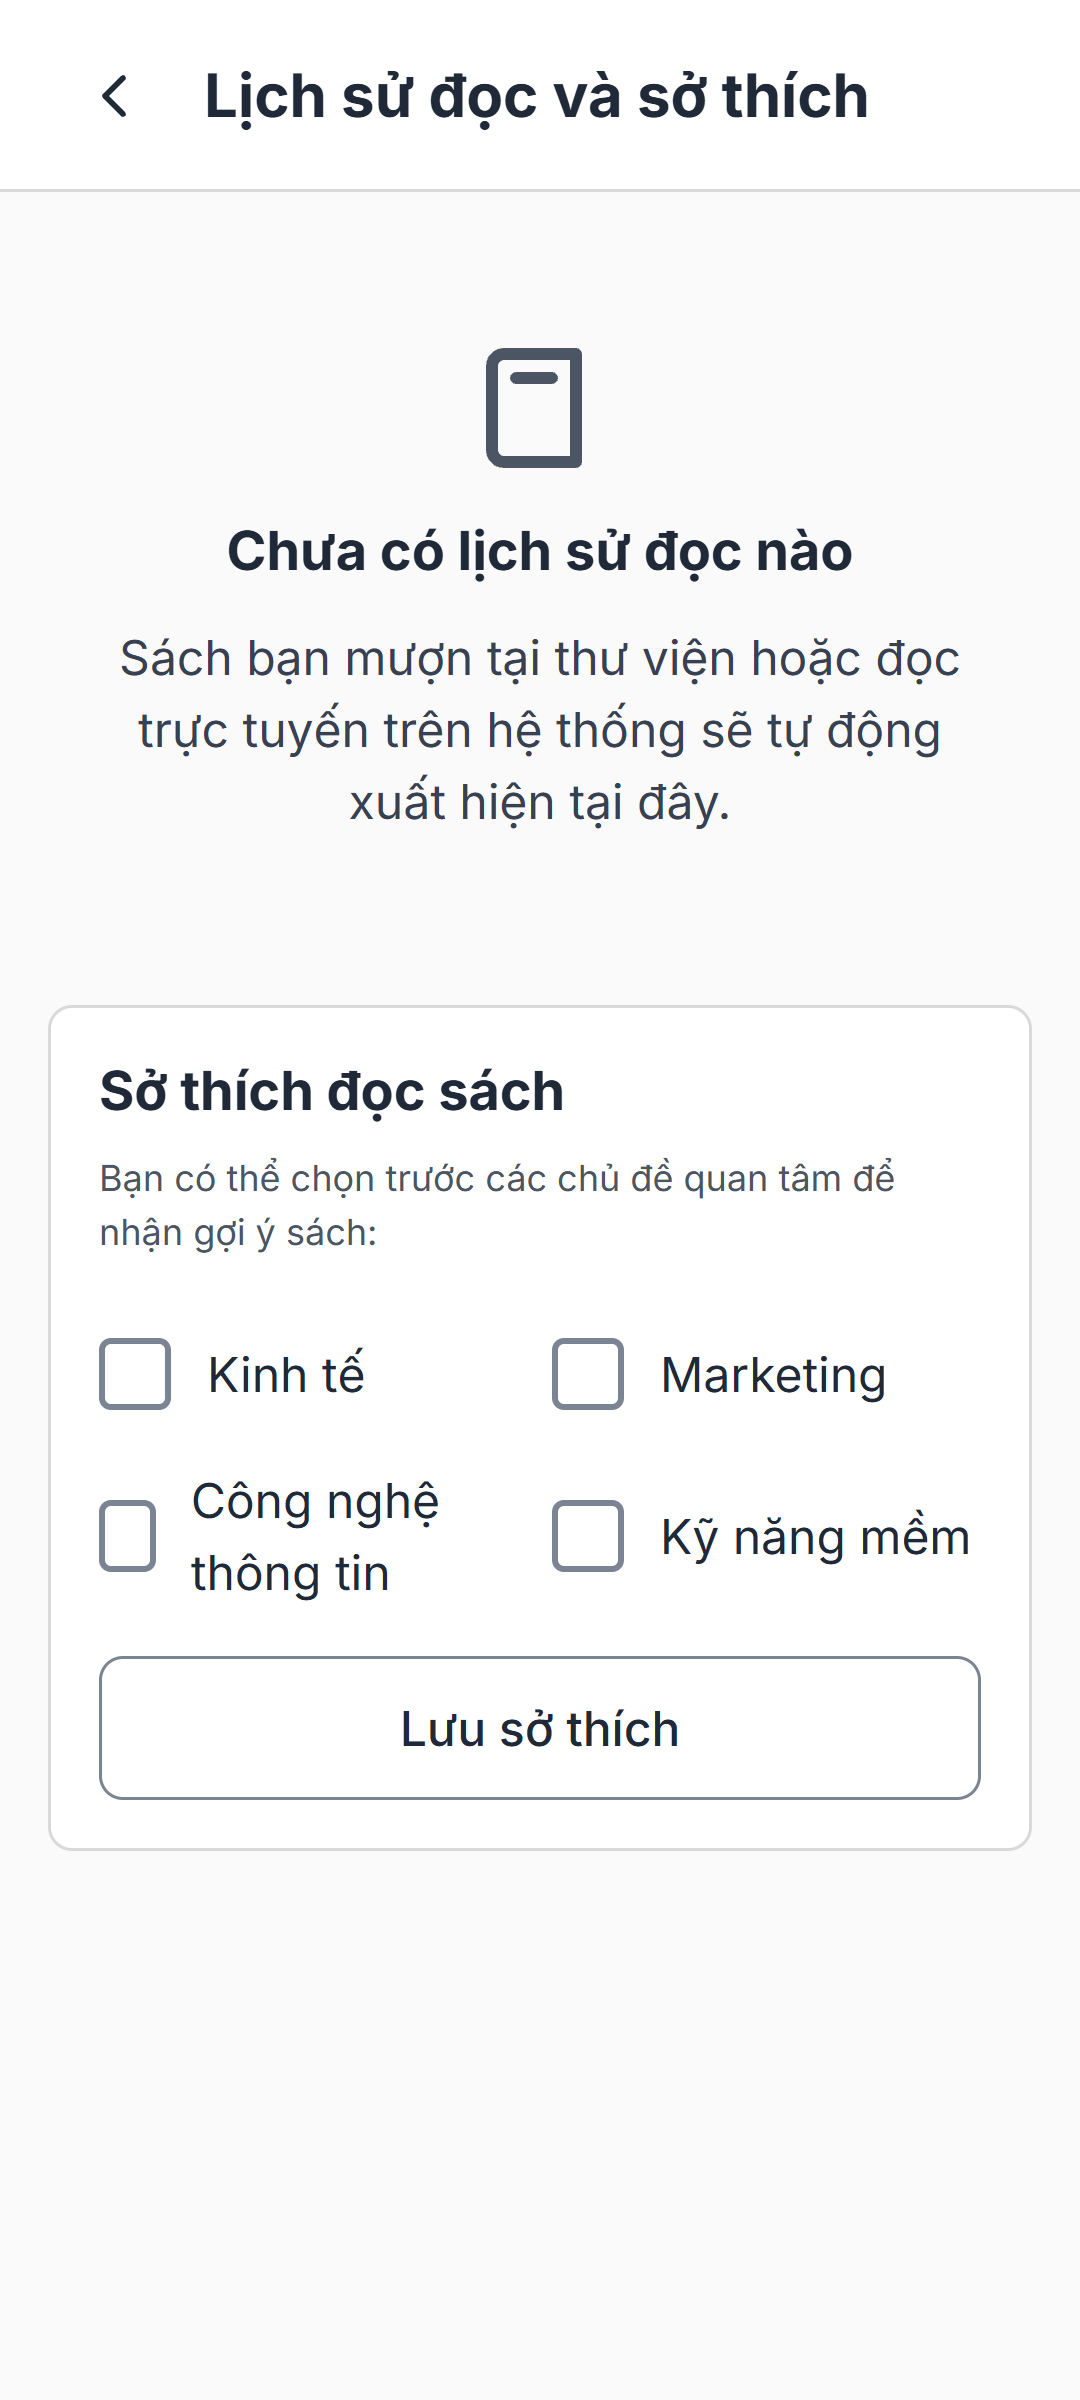 Lịch sử đọc và sở thích
Chưa có lịch sử đọc nào
Sách bạn mượn tại thư viện hoặc đọc
trực tuyến trên hệ thống sẽ tự động
xuất hiện tại đây.
Sở thích đọc sách
Bạn có thể chọn trước các chủ đề quan tâm để
nhận gợi ý sách:
Kinh tế
Marketing
Công nghệ
thông tin
Kỹ năng mềm
Lưu sở thích